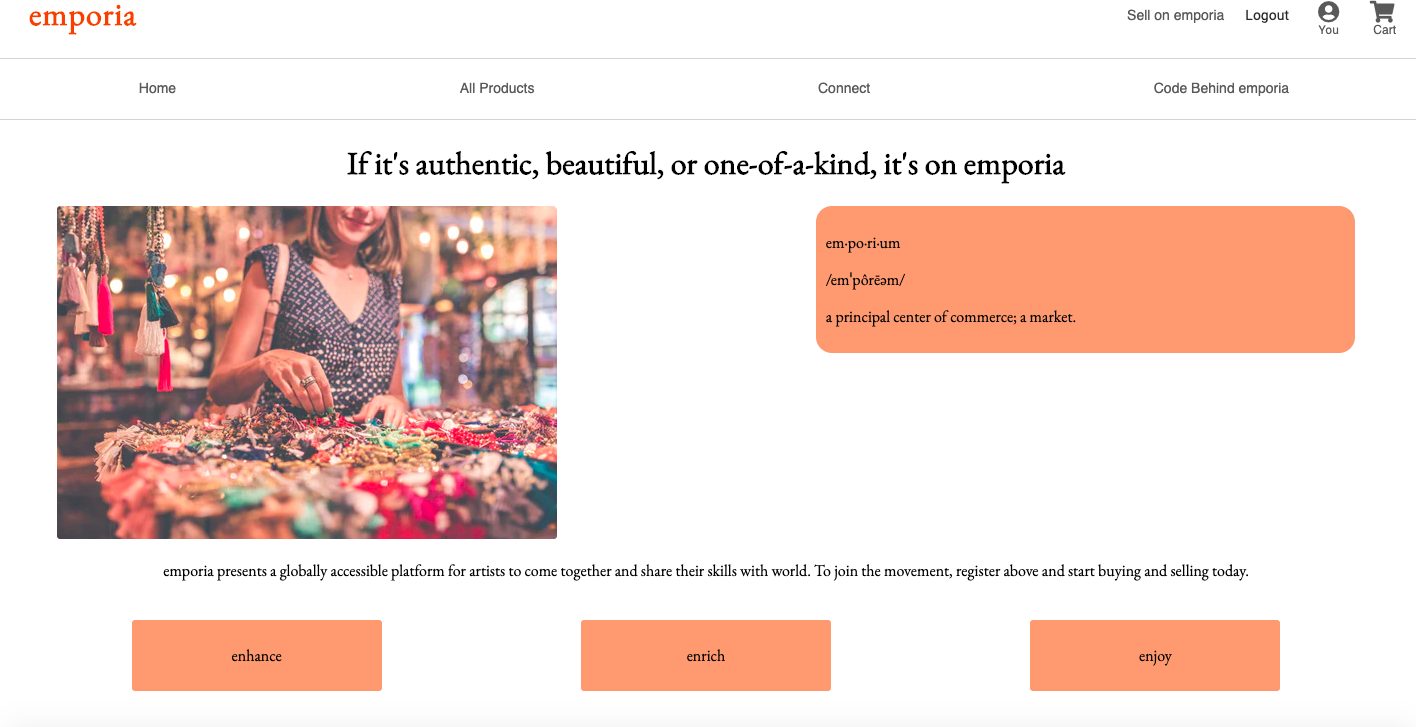 emporia
Sell on emporia
Logout
You
Cart
Home
All Products
Connect
Code Behind emporia
If it's authentic, beautiful, or one-of-a-kind, it's on emporia
em·po·ri·um
/emˈpôrēəm/
a principal center of commerce; a market.
emporia presents a globally accessible platform for artists to come together and share their skills with world. To join the movement, register above and start buying and selling today.
enhance
enrich
enjoy